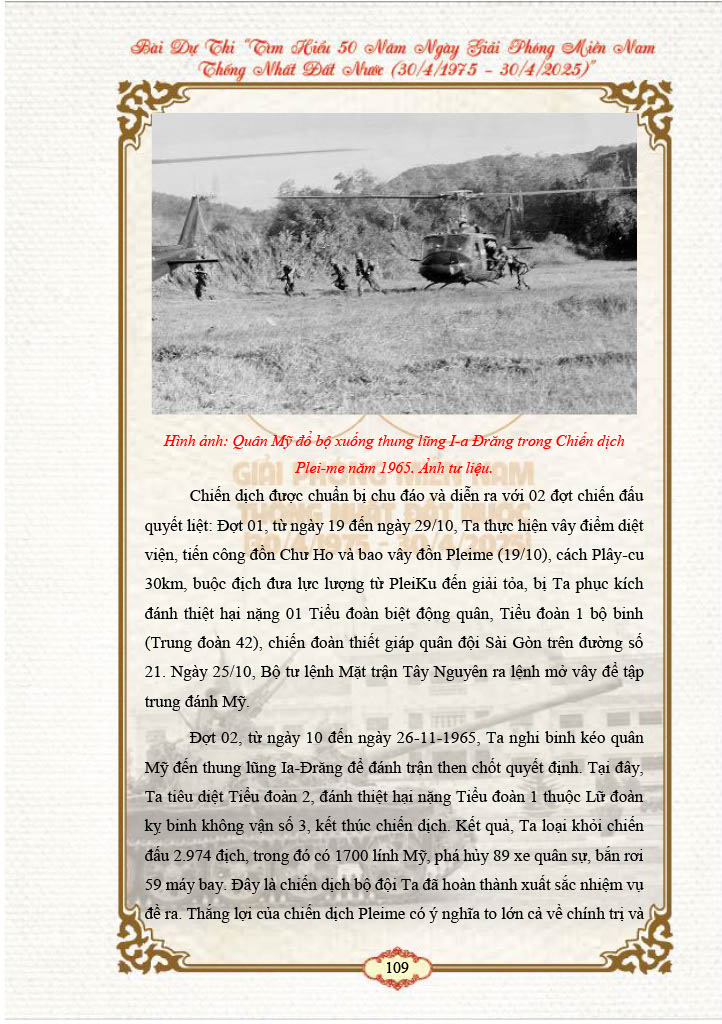 Bài Dự Thi "Tìm Hiểu 50 Năm Ngày Giải Phóng Miền Nam
Thống Nhất Đất Nước (30/4/1975 – 30/4/2025)"
Hình ảnh: Quân Mỹ đổ bộ xuống thung lũng I-a Đrăng trong Chiến dịch
Plei-me năm 1965. Ảnh tư liệu.
GIẢI PHÓNG MIỀN NAM
THỐNG NHẤT ĐẤT NƯỚC
(30/4/1975 - 30/4/2025)
Chiến dịch được chuẩn bị chu đáo và diễn ra với 02 đợt chiến đấu
quyết liệt: Đợt 01, từ ngày 19 đến ngày 29/10, Ta thực hiện vây điểm diệt
viện, tiến công đồn Chư Ho và bao vây đồn Pleime (19/10), cách Plây-cu
30km, buộc địch đưa lực lượng từ PleiKu đến giải tỏa, bị Ta phục kích
đánh thiệt hại nặng 01 Tiểu đoàn biệt động quân, Tiểu đoàn 1 bộ binh
(Trung đoàn 42), chiến đoàn thiết giáp quân đội Sài Gòn trên đường số
21. Ngày 25/10, Bộ tư lệnh Mặt trận Tây Nguyên ra lệnh mở vây để tập
trung đánh Mỹ.
Đợt 02, từ ngày 10 đến ngày 26-11-1965, Ta nghi binh kéo quân
Mỹ đến thung lũng Ia-Đrăng để đánh trận then chốt quyết định. Tại đây,
Ta tiêu diệt Tiểu đoàn 2, đánh thiệt hại nặng Tiểu đoàn 1 thuộc Lữ đoàn
kỵ binh không vận số 3, kết thúc chiến dịch. Kết quả, Ta loại khỏi chiến
đấu 2.974 địch, trong đó có 1700 lính Mỹ, phá hủy 89 xe quân sự, bắn rơi
59 máy bay. Đây là chiến dịch bộ đội Ta đã hoàn thành xuất sắc nhiệm vụ
đề ra. Thắng lợi của chiến dịch Pleime có ý nghĩa to lớn cả về chính trị và
109